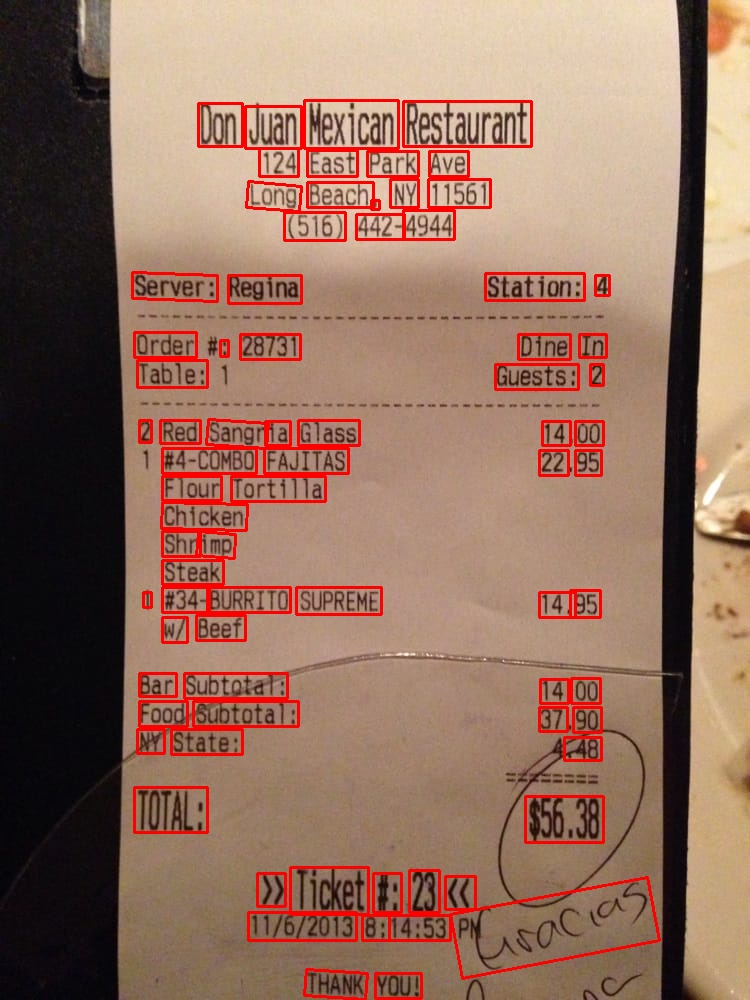 Don Juan Mexican Restaurant
124 East Park Ave
Long Beach, NY 11561
(516) 442-4944
Server: Regina Station: 4
Order #: 28731 Dine In
Table: 1 Guests: 2
2 Red Sangria Glass 14.00
1 #4-COMBO FAJITAS 22.95
Flour Tortilla
Chicken
Shrimp
Steak
1 #34-BURRITO SUPREME 14.95
w/ Beef
Bar Subtotal: 14.00
Food Subtotal: 37.90
NY State: 4.48
TOTAL: $56.38
>> Ticket #: 23 <<
11/6/2013 8:14:53 PM
Gracias
THANK YOU!